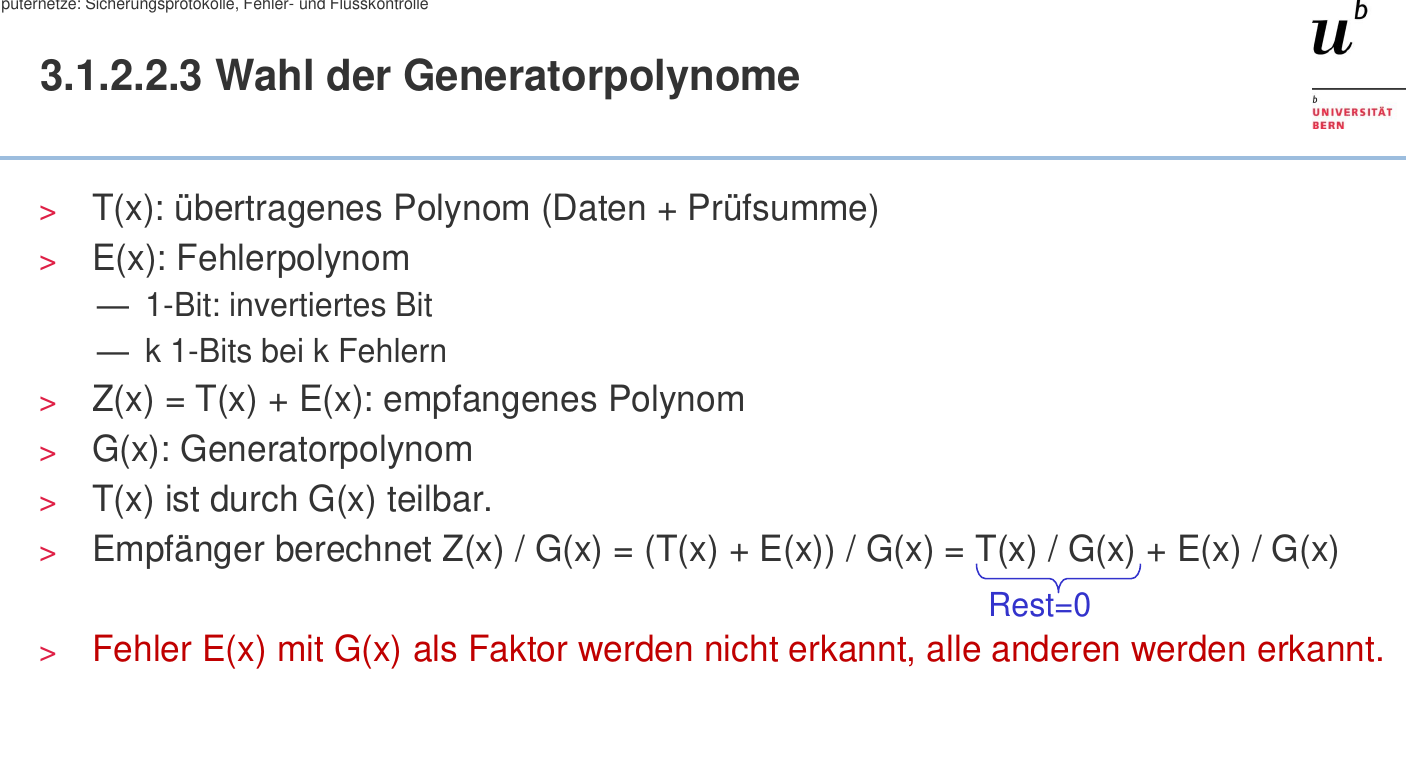 puternetze: Sicherungsprotokolle, Fehler- und Flusskontrolle
u b
3.1.2.2.3 Wahl der Generatorpolynome
b
UNIVERSITÄT
BERN
> T(x): übertragenes Polynom (Daten + Prüfsumme)
> E(x): Fehlerpolynom
— 1-Bit: invertiertes Bit
— k 1-Bits bei k Fehlern
> Z(x) = T(x) + E(x): empfangenes Polynom
> G(x): Generatorpolynom
> T(x) ist durch G(x) teilbar.
> Empfänger berechnet Z(x) / G(x) = (T(x) + E(x)) / G(x) = T(x) / G(x) + E(x) / G(x)
Rest=0
> Fehler E(x) mit G(x) als Faktor werden nicht erkannt, alle anderen werden erkannt.